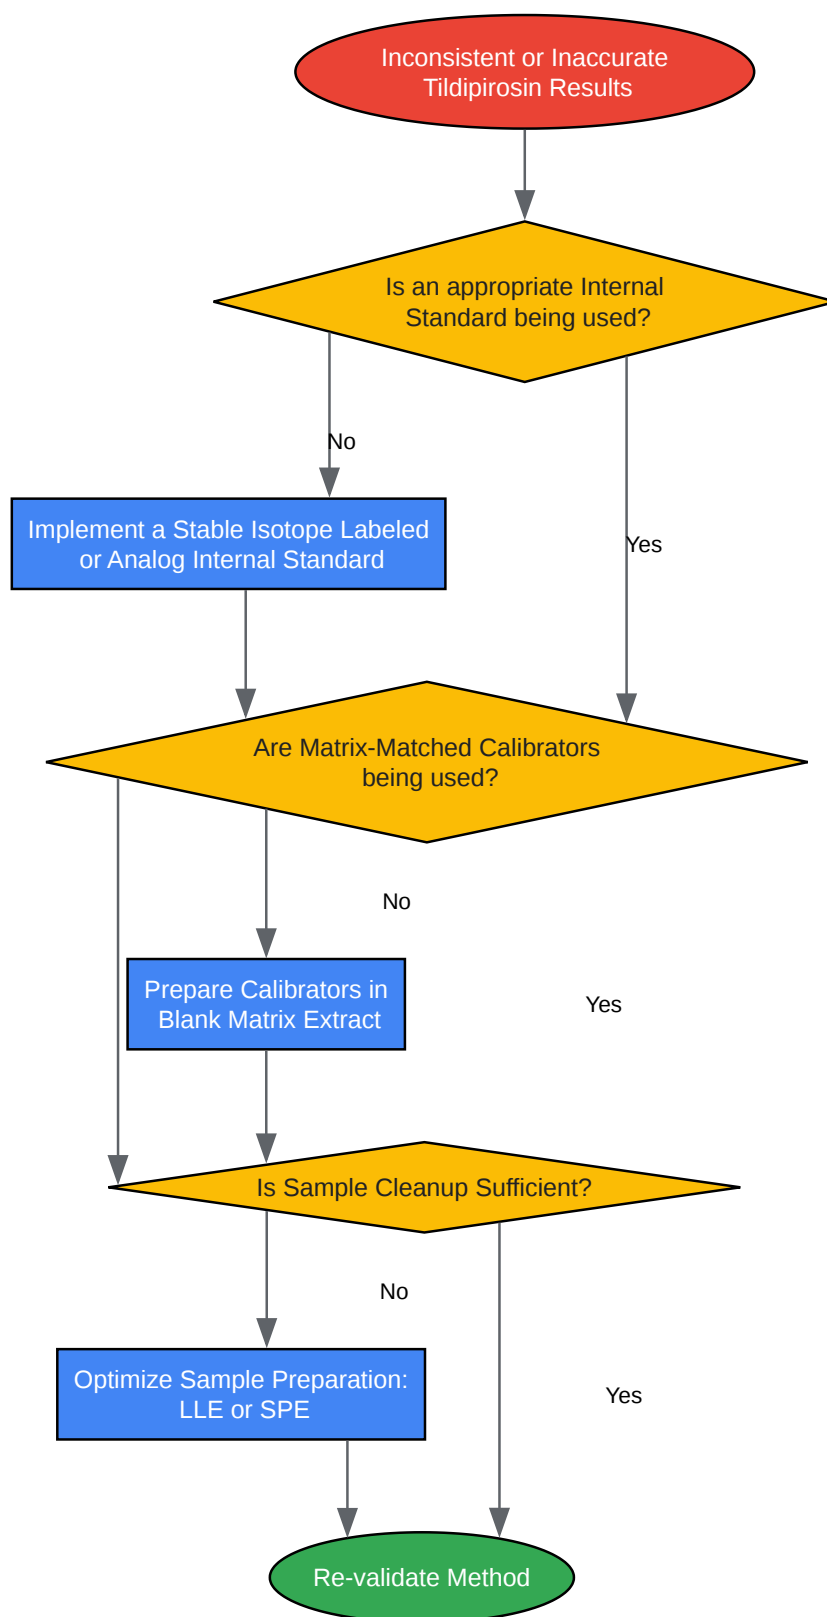 Inconsistent or Inaccurate
Tildipirosin Results
Is an appropriate Internal
Standard being used?
No
Implement a Stable Isotope Labeled
or Analog Internal Standard
Yes
Are Matrix-Matched Calibrators
being used?
No
Prepare Calibrators in
Blank Matrix Extract
Yes
Is Sample Cleanup Sufficient?
No
Optimize Sample Preparation:
LLE or SPE
Yes
Re-validate Method